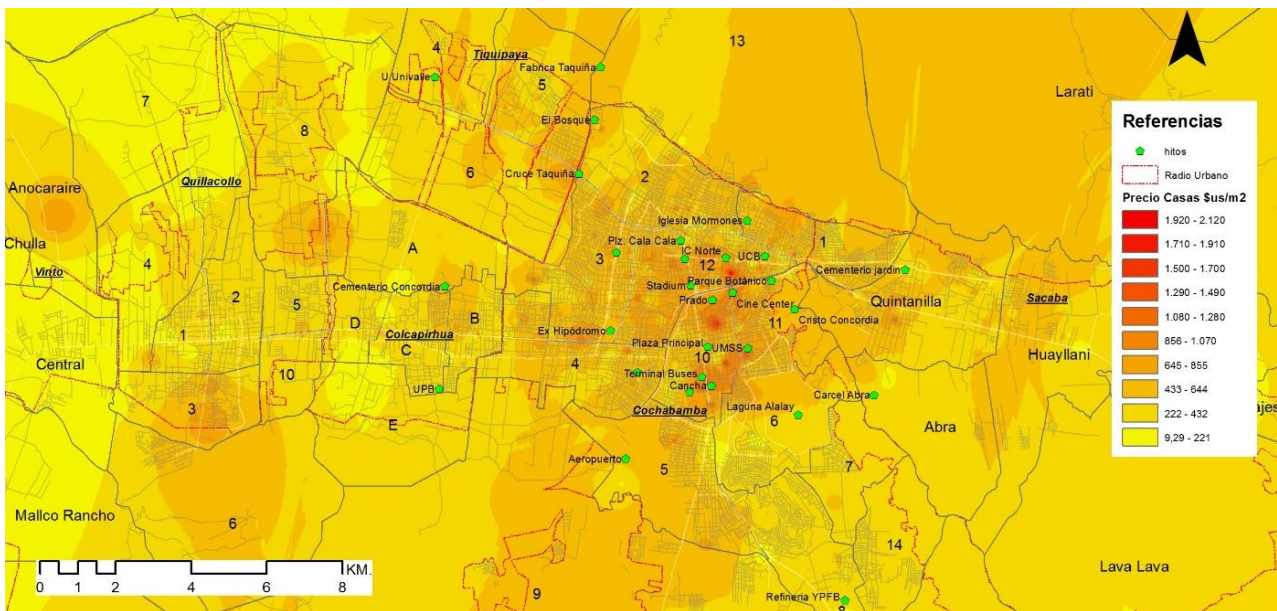 13
4
Tiquipaya
Fabrica Taquiña
U.Univalle
5
7
Larati
El Bosque
8
Referencias
hitos
Radio Urbano
Precio Casas $us/m2
1.920 - 2.120
1.710 - 1.910
1.500 - 1.700
1.290 - 1.490
1.080 - 1.280
856 - 1.070
645 - 855
433 - 644
222 - 432
9,29 - 221
6
Cruce Taquiña
2
Quillacollo
Anocaraire
Iglesia Mormones
Chulla
Plz. Cala Cala
1
A
IC Norte
3
12
UCB
Vinto
4
Cementerio jardin
Parque Botánico
Cementerio Concordia
Stadium
2
5
Prado
Cine Center
Quintanilla
Sacaba
D
B
11
Cristo Concordia
1
Colcapirhua
Ex Hipódromo
Plaza Principal
UMSS
Huayllani
C
10
Central
4
10
Terminal Buses
UPB
Cancha
Carcel Abra
3
Cochabamba
Laguna Alalay
6
E
Abra
Aeropuerto
5
7
Mallco Rancho
6
14
KM.
0 1 2 4 6 8
9
Lava Lava
Refineria YPFB
8